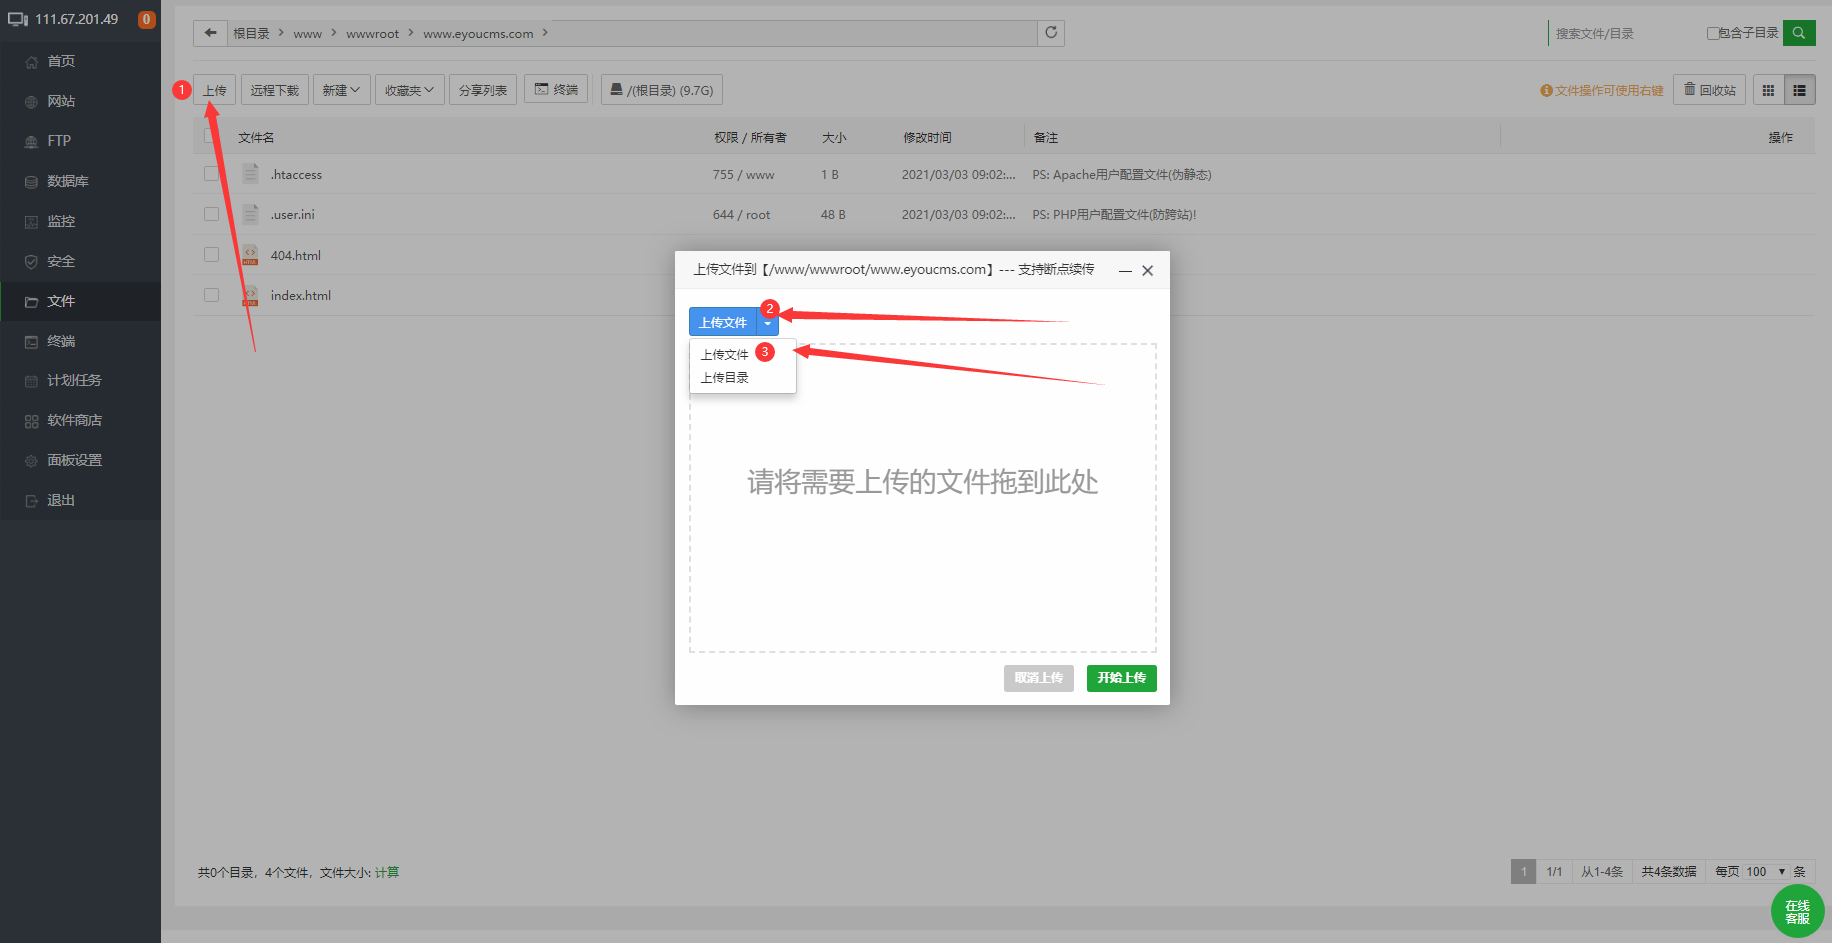 111.67.201.49 0
首页
网站
FTP
数据库
监控
安全
文件
终端
计划任务
软件商店
面板设置
退出
根目录 > www > wwwroot > www.eyoucms.com >
搜索文件/目录 包含子目录
1 上传 远程下载 新建 收藏夹 分享列表 终端 /(根目录) (9.7G)
文件操作可使用右键 回收站
文件名 权限 / 所有者 大小 修改时间 备注 操作
.htaccess 755 / www 1 B 2021/03/03 09:02:... PS: Apache用户配置文件(伪静态)
.user.ini 644 / root 48 B 2021/03/03 09:02:... PS: PHP用户配置文件(防跨站)!
404.html
index.html
上传文件到【/www/wwwroot/www.eyoucms.com】--- 支持断点续传
上传文件 2
上传文件 3
上传目录
请将需要上传的文件拖到此处
取消上传 开始上传
共0个目录，4个文件，文件大小: 计算
1 1/1 从1-4条 共4条数据 每页 100 条
在线
客服